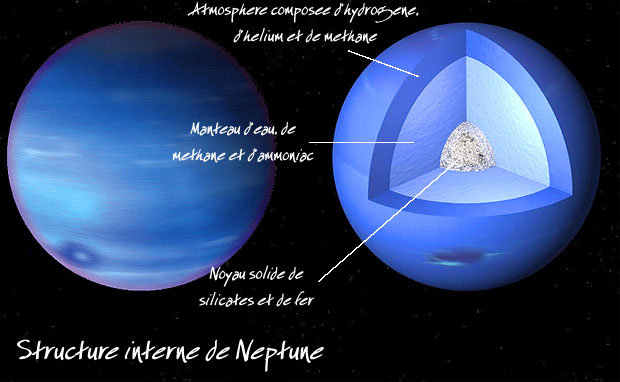 Atmosphere composee d'hydrogene,
d'helium et de methane
Manteau d'eau, de
methane et d'ammoniac
Noyau solide de
silicates et de fer
Structure interne de Neptune